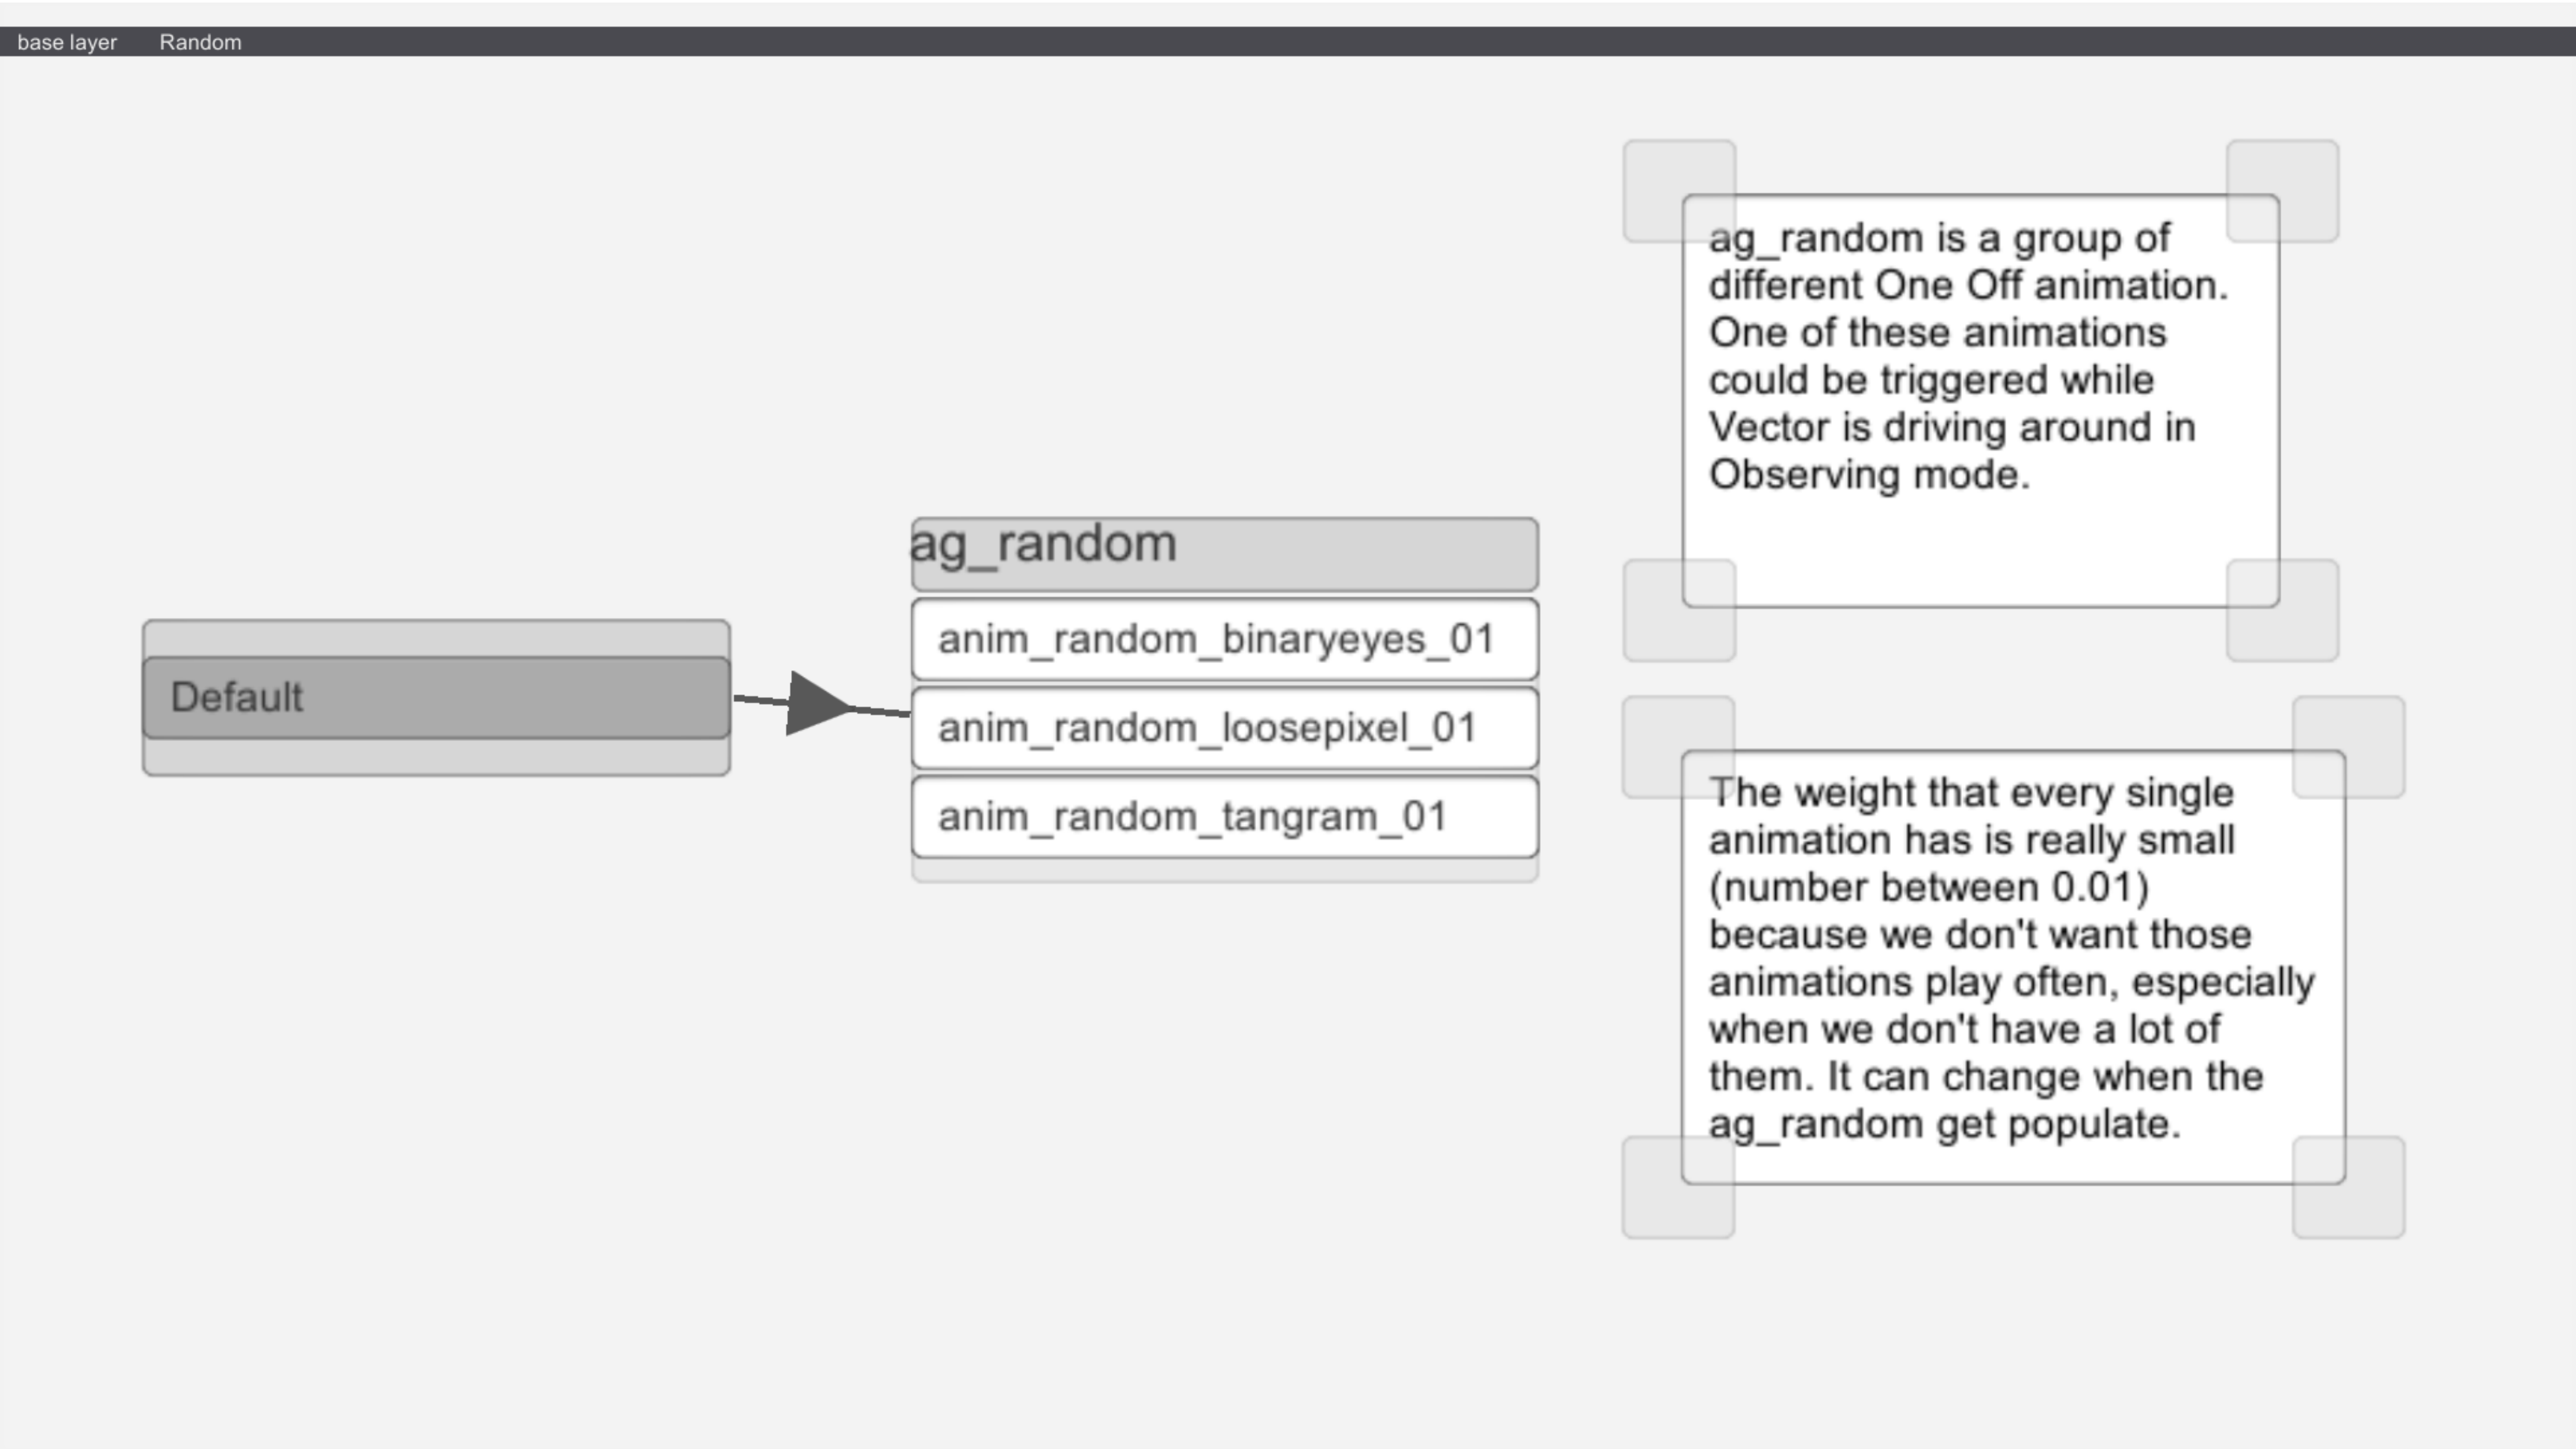 base layer Random
ag_random is a group of
different One Off animation.
One of these animations
could be triggered while
Vector is driving around in
Observing mode.
ag_random
anim_random_binaryeyes_01
Default
anim_random_loosepixel_01
anim_random_tangram_01
The weight that every single
animation has is really small
(number between 0.01)
because we don't want those
animations play often, especially
when we don't have a lot of
them. It can change when the
ag_random get populate.